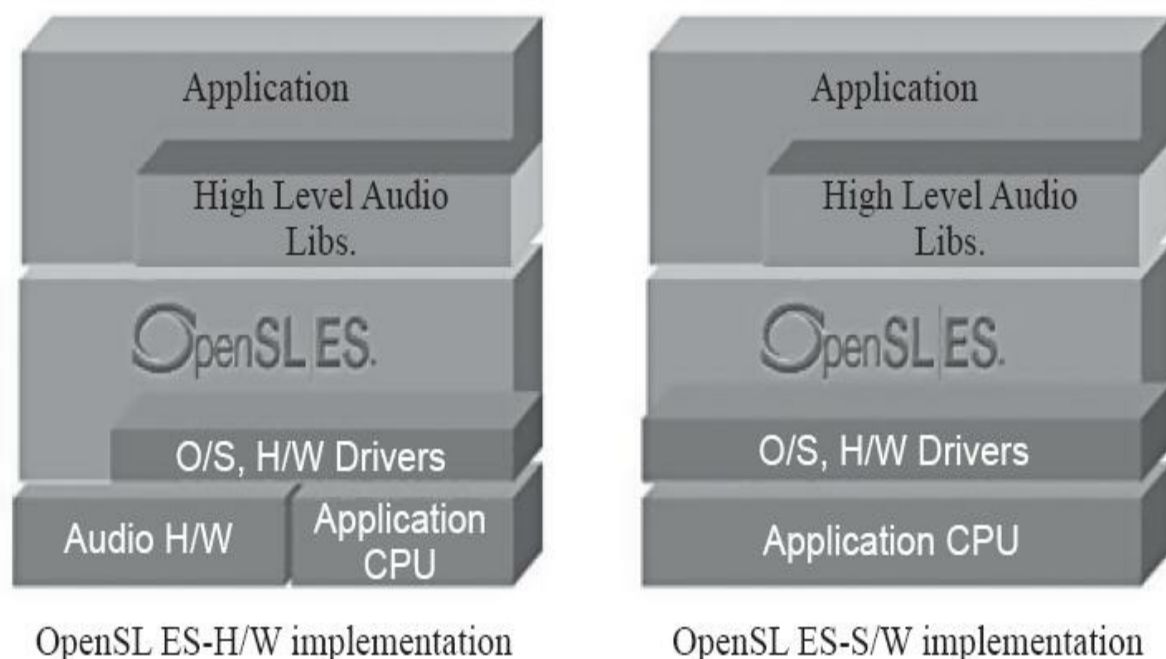 Application
High Level Audio
Libs.
OpenSL|ES.
O/S, H/W Drivers
Audio H/W
Application
CPU
OpenSL ES-H/W implementation
Application
High Level Audio
Libs.
OpenSL|ES.
O/S, H/W Drivers
Application CPU
OpenSL ES-S/W implementation